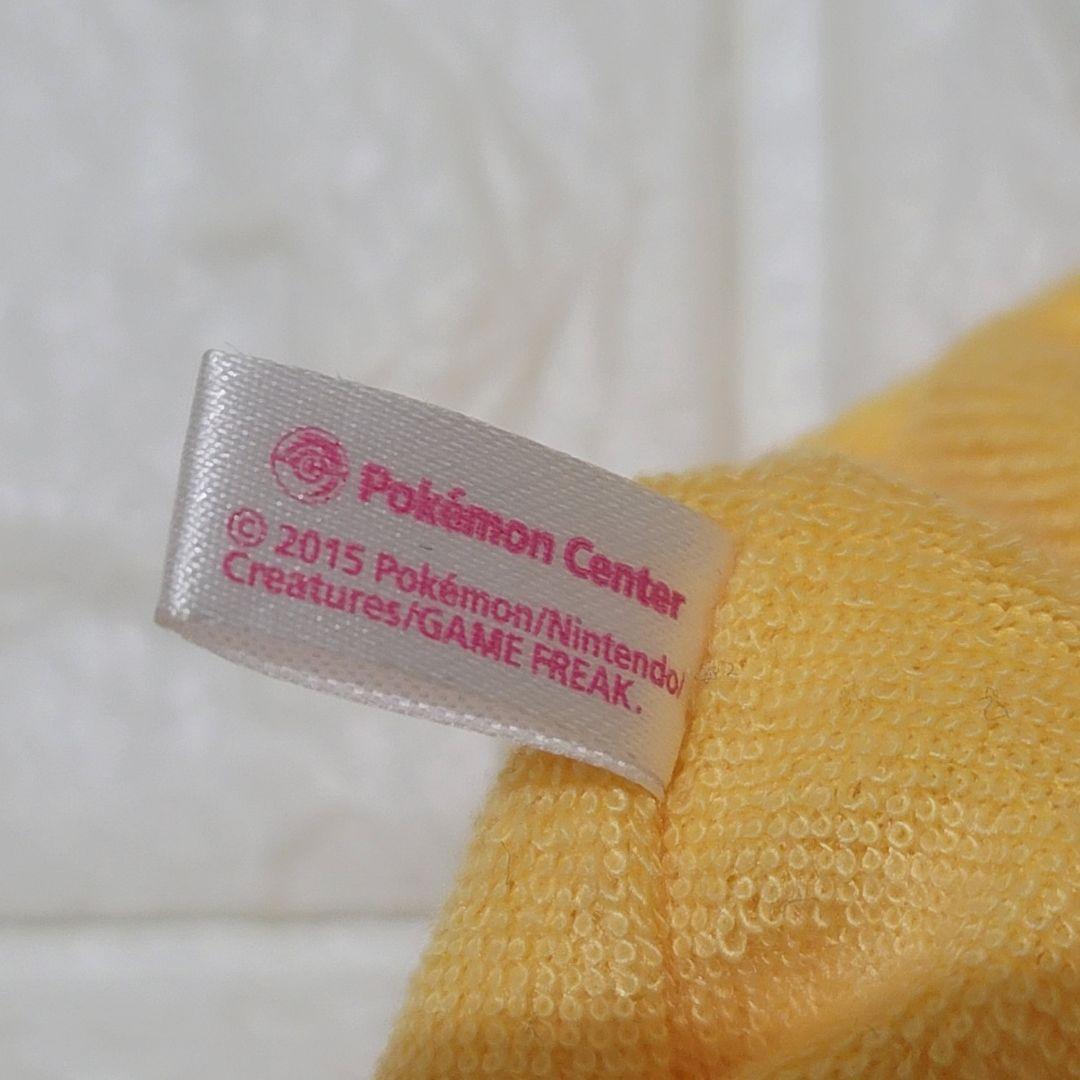 Pokémon Center
© 2015 Pokémon/Nintendo/
Creatures/GAME FREAK.